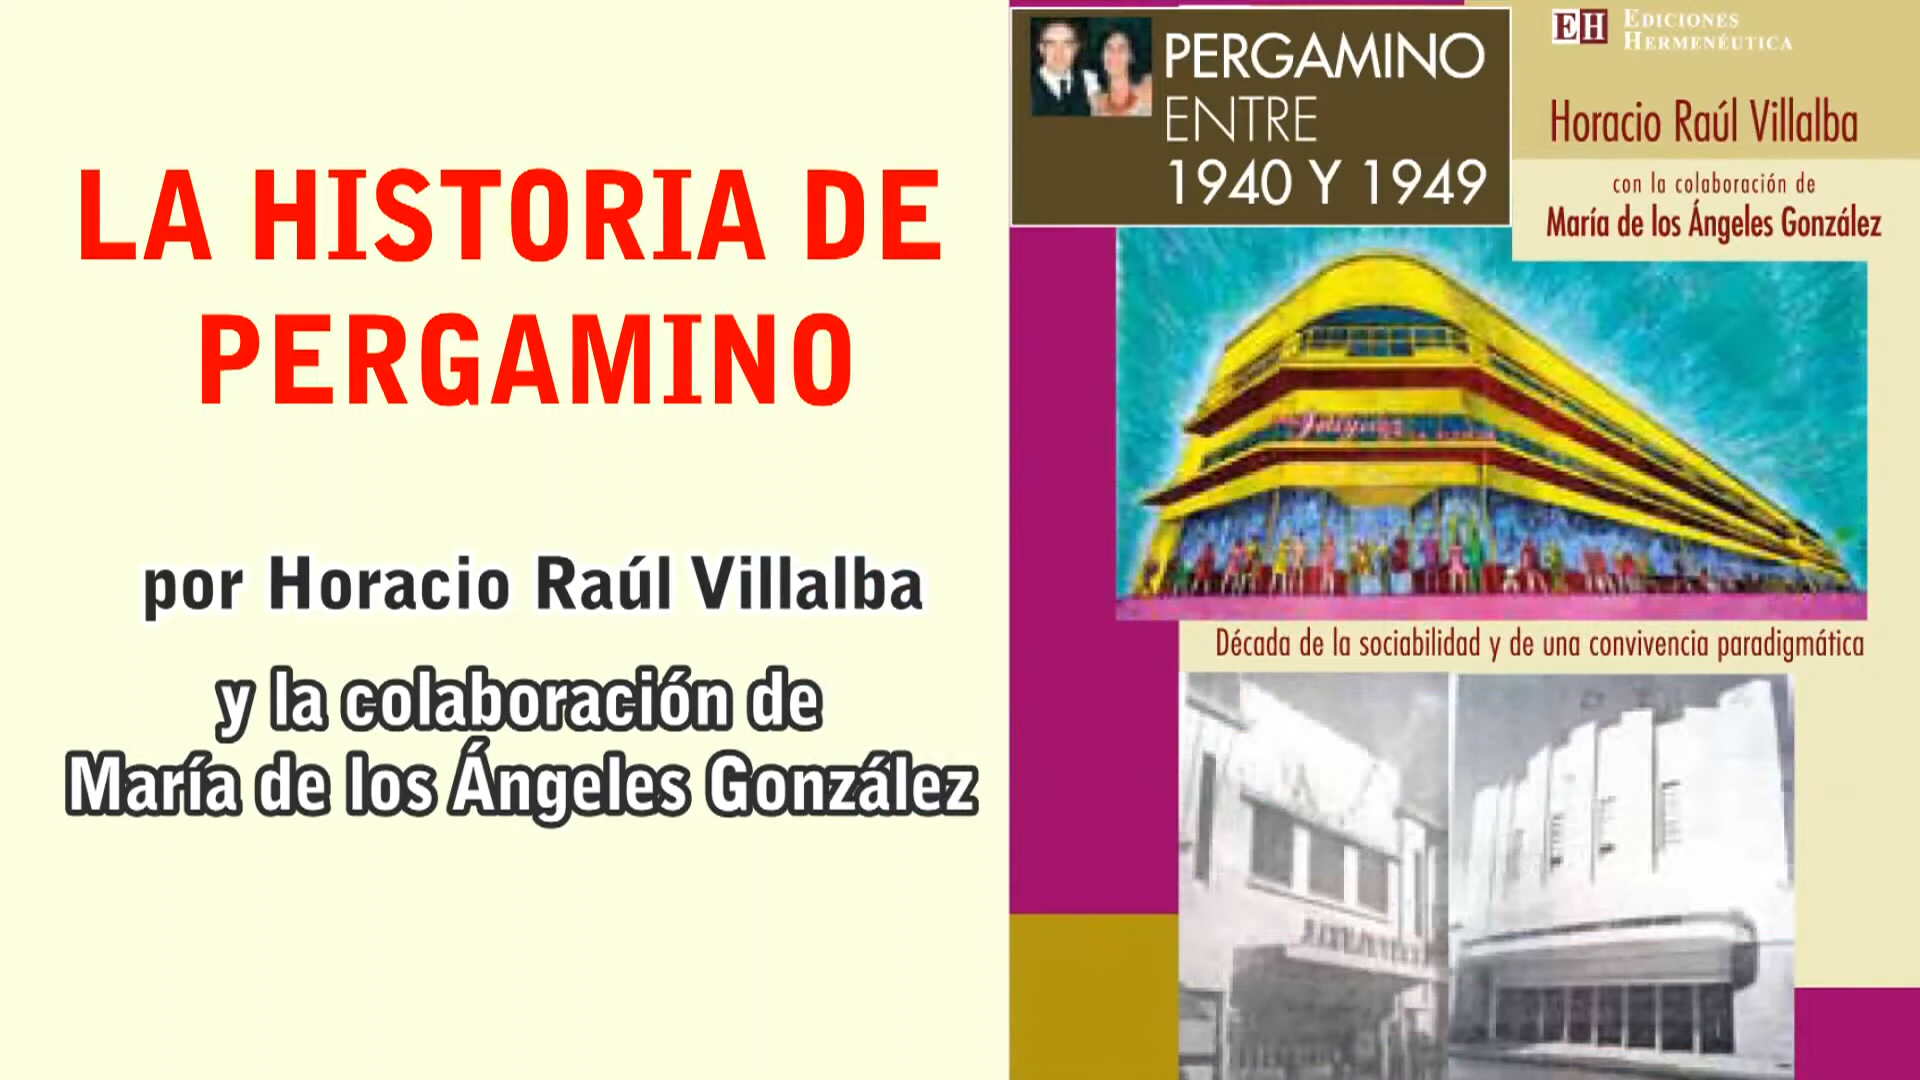 LA HISTORIA DE
PERGAMINO
por Horacio Raúl Villalba
y la colaboración de
María de los Ángeles González
PERGAMINO
ENTRE
1940 Y 1949
EH EDICIONES
HERMENÉUTICA
Horacio Raúl Villalba
con la colaboración de
María de los Ángeles González
Década de la sociabilidad y de una convivencia paradigmática